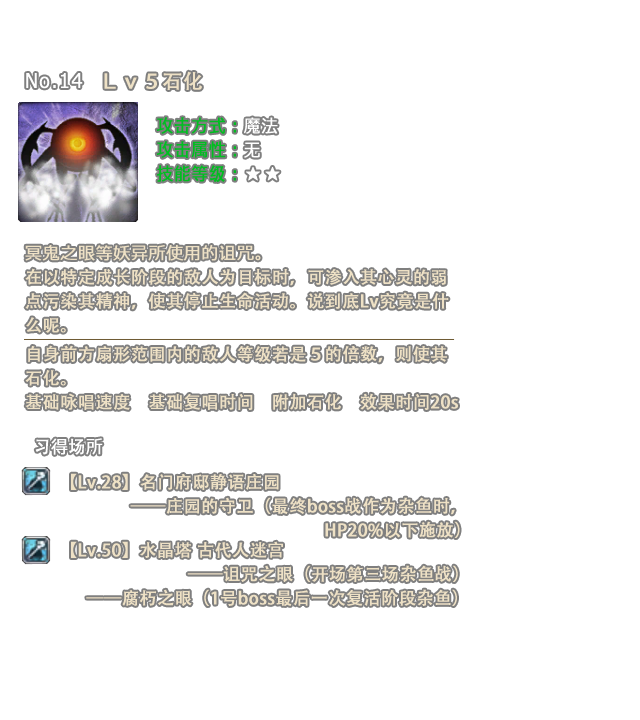 No.14 Ｌｖ５石化
攻击方式：魔法
攻击属性：无
技能等级：☆☆
冥鬼之眼等妖异所使用的诅咒。
在以特定成长阶段的敌人为目标时，可渗入其心灵的弱
点污染其精神，使其停止生命活动。说到底Lv究竟是什
么呢。
自身前方扇形范围内的敌人等级若是５的倍数，则使其
石化。
基础咏唱速度 基础复唱时间 附加石化 效果时间20s
习得场所
【Lv.28】名门府邸静语庄园
——庄园的守卫（最终boss战作为杂鱼时,
HP20%以下施放）
【Lv.50】水晶塔 古代人迷宫
——诅咒之眼（开场第三场杂鱼战）
——腐朽之眼（1号boss最后一次复活阶段杂鱼）